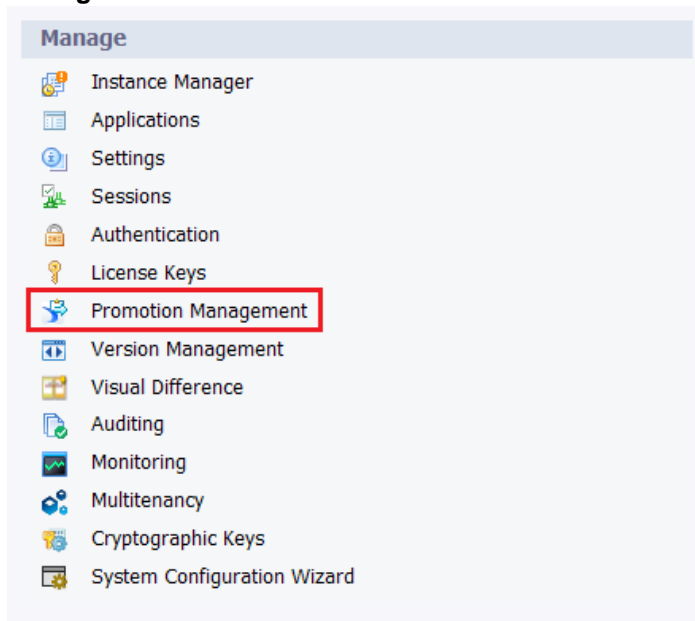 Manage
Instance Manager
Applications
Settings
Sessions
Authentication
License Keys
Promotion Management
Version Management
Visual Difference
Auditing
Monitoring
Multitenancy
Cryptographic Keys
System Configuration Wizard